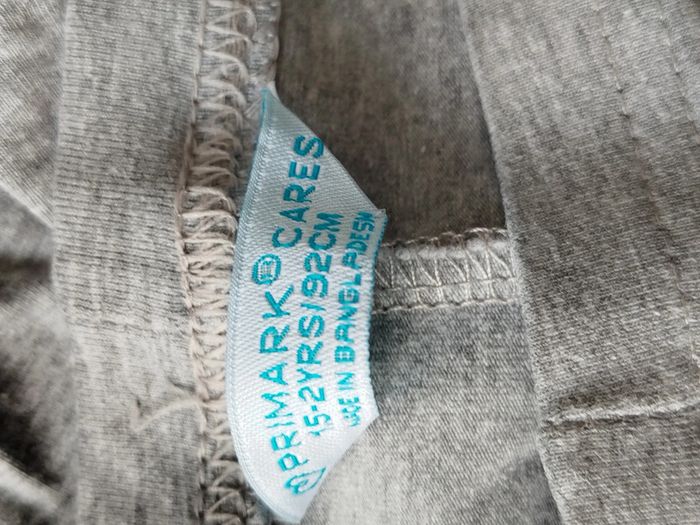 PRIMARK® CARES
1.5-2YRS/92CM
MADE IN BANGLADESH